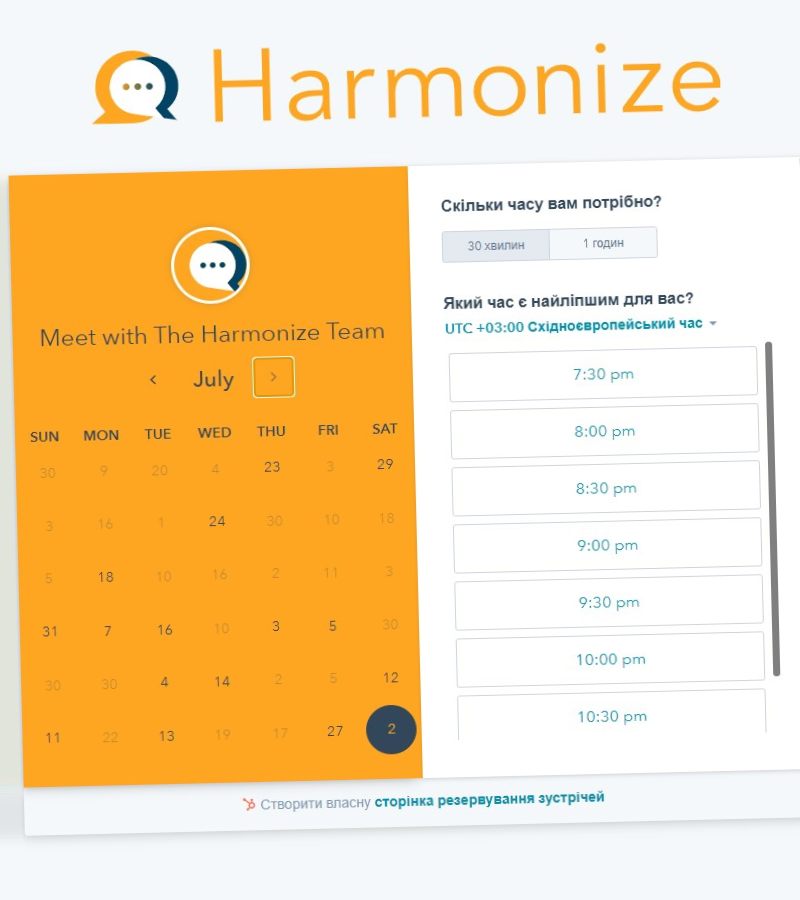 Harmonize
Meet with The Harmonize Team
July
SUN MON TUE WED THU FRI SAT
30 9 20 4 23 3 29
3 16 1 24 30 10 18
5 18 10 16 2 11 3
31 7 16 10 3 5 30
30 30 4 14 2 5 12
11 22 13 19 17 27 2
Скільки часу вам потрібно?
30 хвилин 1 годин
Який час є найліпшим для вас?
UTC +03:00 Східноєвропейський час
7:30 pm
8:00 pm
8:30 pm
9:00 pm
9:30 pm
10:00 pm
10:30 pm
Створити власну сторінка резервування зустрічей